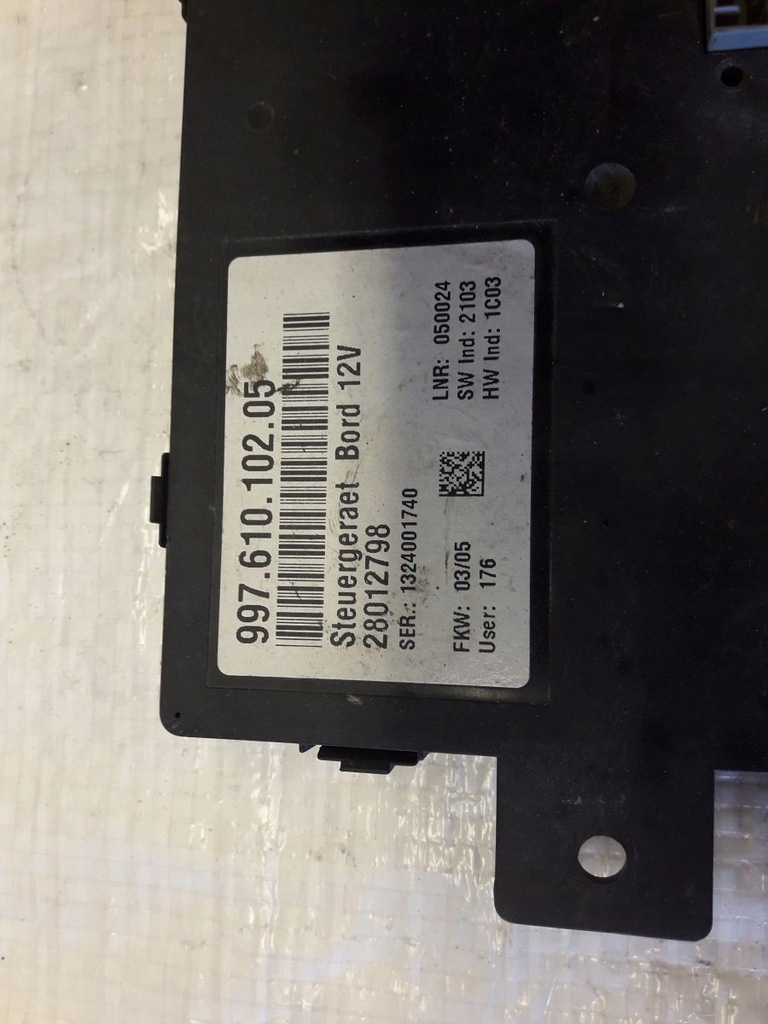 997.610.102.05
Steuergeraet Bord 12V
28012798
SER.: 1324001740
FKW: 03/05
User: 176
LNR: 050024
SW Ind: 2103
HW Ind: 1C03